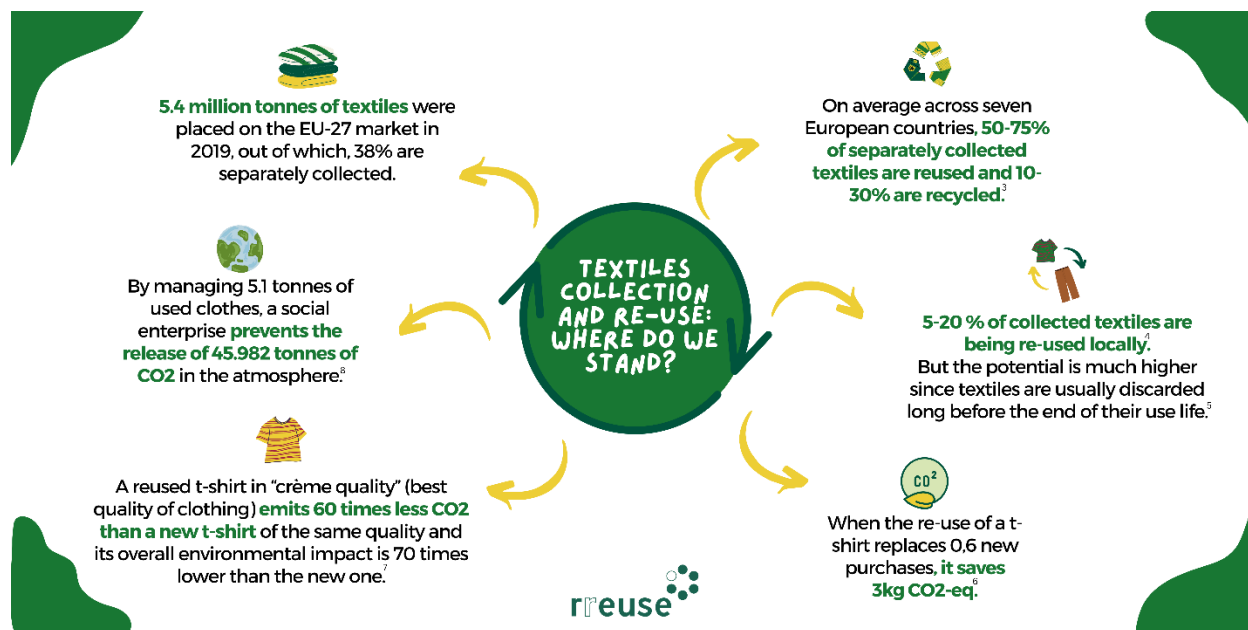 5.4 million tonnes of textiles were
placed on the EU-27 market in
2019, out of which, 38% are
separately collected.
On average across seven
European countries, 50-75%
of separately collected
textiles are reused and 10-
30% are recycled.3
By managing 5.1 tonnes of
used clothes, a social
enterprise prevents the
release of 45.982 tonnes of
CO2 in the atmosphere.8
TEXTILES
COLLECTION
AND RE-USE:
WHERE DO WE
STAND?
5-20 % of collected textiles are
being re-used locally.4
But the potential is much higher
since textiles are usually discarded
long before the end of their use life.5
A reused t-shirt in “crème quality” (best
quality of clothing) emits 60 times less CO2
than a new t-shirt of the same quality and
its overall environmental impact is 70 times
lower than the new one.7
CO²
When the re-use of a t-
shirt replaces 0,6 new
purchases, it saves
3kg CO2-eq.6
rreuse